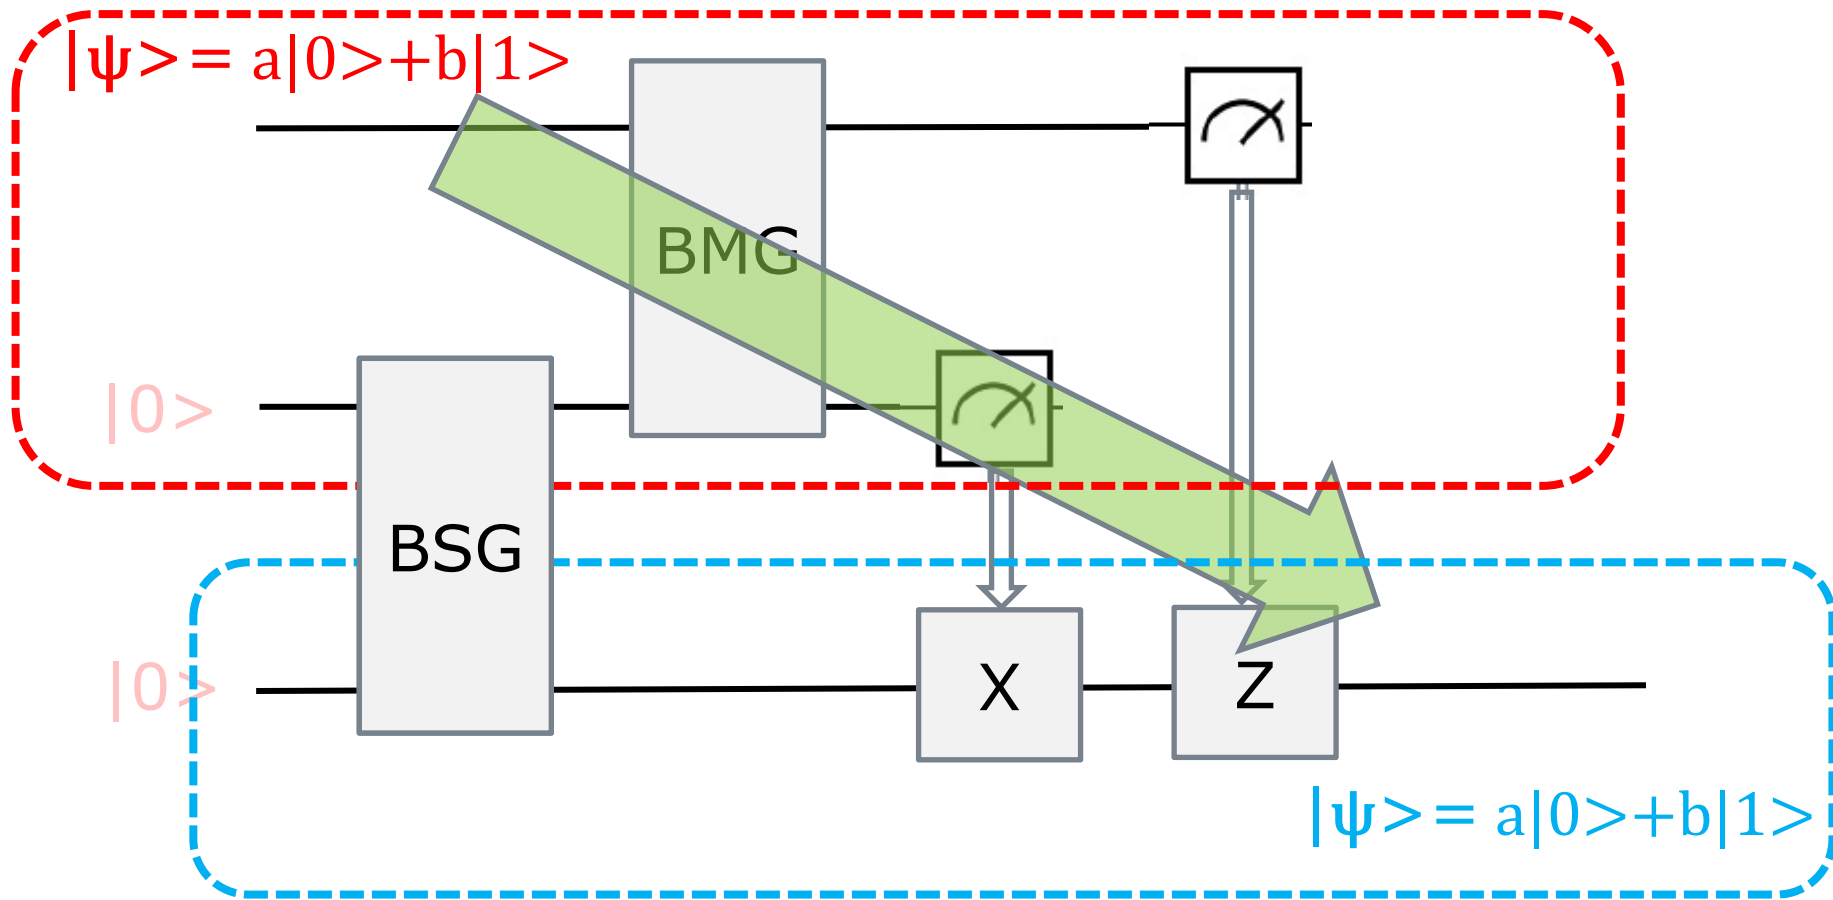 |ψ>= a|0>+b|1>
BMG
|0>
BSG
|0>
X
Z
|ψ>= a|0>+b|1>